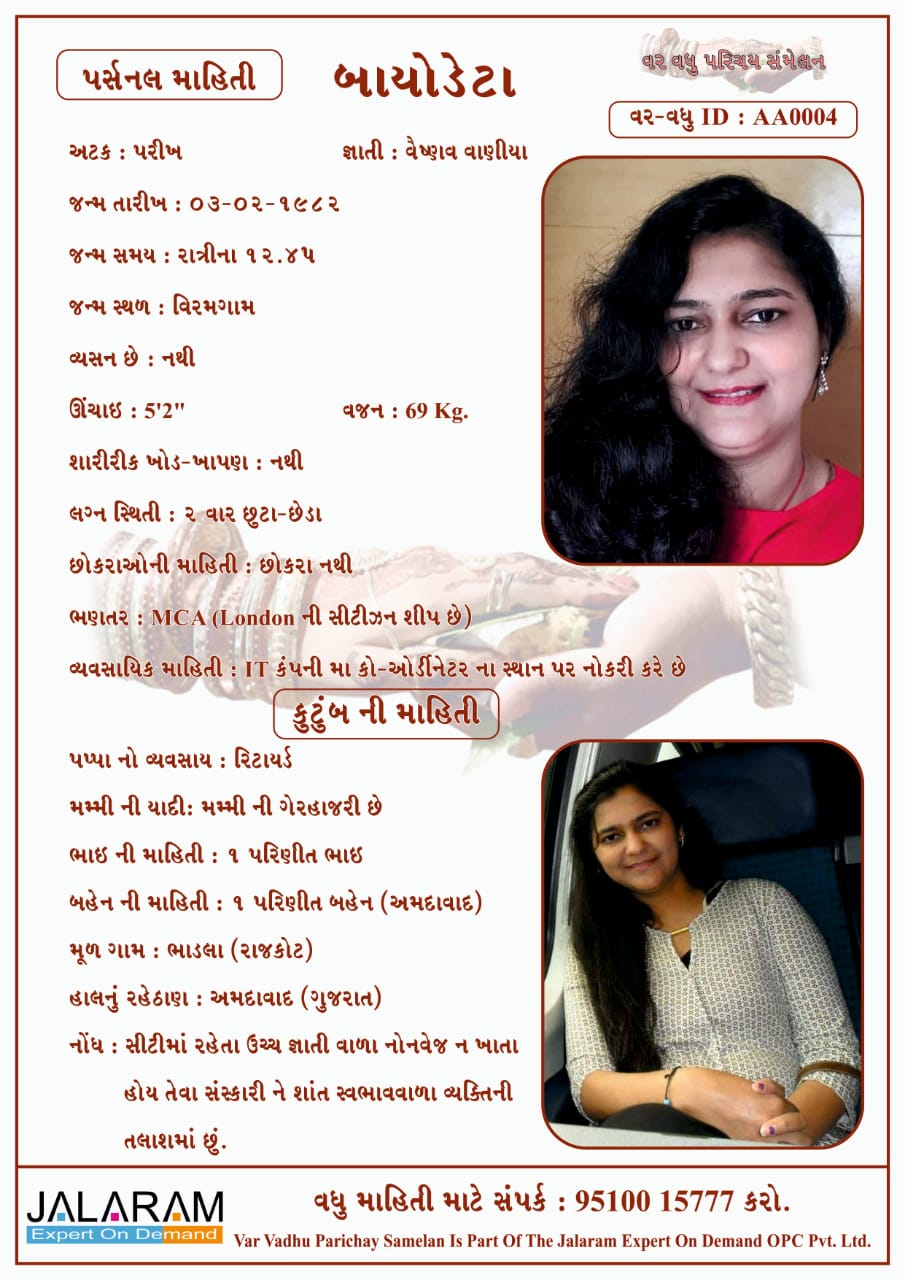 પર્સનલ માહિતી
બાયોડેટા
વર વધુ પરિચય સંમેલન
વર-વધુ ID : AA0004
અટક : પરીખ
જ્ઞાતી : વેષ્ણવ વાણીયા
જન્મ તારીખ : ૦૩-૦૨-૧૯૮૨
જન્મ સમય : રાત્રીના ૧૨.૪૫
જન્મ સ્થળ : વિરમગામ
વ્યસન છે : નથી
ઊંચાઇ : 5'2"
વજન : 69 Kg.
શારીરીક ખોડ-ખાપણ : નથી
લગ્ન સ્થિતી : ૨ વાર છુટા-છેડા
છોકરાઓની માહિતી : છોકરા નથી
ભણતર : MCA (London ની સીટીઝન શીપ છે)
વ્યવસાયિક માહિતી : IT કંપની મા કો-ઓર્ડીનેટર ના સ્થાન પર નોકરી કરે છે
કુટુંબ ની માહિતી
પપ્પા નો વ્યવસાય : રિટાયર્ડ
મમ્મી ની યાદી: મમ્મી ની ગેરહાજરી છે
ભાઇ ની માહિતી : ૧ પરિણીત ભાઇ
બહેન ની માહિતી : ૧ પરિણીત બહેન (અમદાવાદ)
મૂળ ગામ : ભાડલા (રાજકોટ)
હાલનું રહેઠાણ : અમદાવાદ (ગુજરાત)
નોંધ : સીટીમાં રહેતા ઉચ્ચ જ્ઞાતી વાળા નોનવેજ ન ખાતા
હોય તેવા સંસ્કારી ને શાંત સ્વભાવવાળા વ્યક્તિની
તલાશમાં છું.
JALARAM
Expert On Demand
વધુ માહિતી માટે સંપર્ક : 95100 15777 કરો.
Var Vadhu Parichay Samelan Is Part Of The Jalaram Expert On Demand OPC Pvt. Ltd.